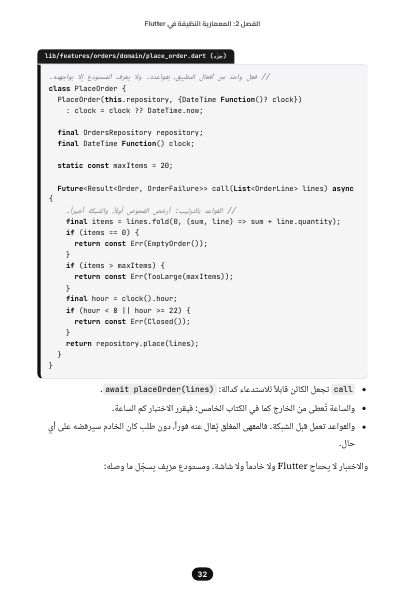 الفصل 2: المعمارية النظيفة في Flutter
lib/features/orders/domain/place_order.dart (جزء)
// فعل واحد من أفعال التطبيق بقواعده. ولا يعرف المستودع إلا بواجهته.
class PlaceOrder {
  PlaceOrder(this.repository, {DateTime Function()? clock})
    : clock = clock ?? DateTime.now;
  final OrdersRepository repository;
  final DateTime Function() clock;
  static const maxItems = 20;
  Future<Result<Order, OrderFailure>> call(List<OrderLine> lines) async
{
    // القواعد بالترتيب: أرخص الفحوص أولاً، والشبكة أخيراً.
    final items = lines.fold(0, (sum, line) => sum + line.quantity);
    if (items == 0) {
      return const Err(EmptyOrder());
    }
    if (items > maxItems) {
      return const Err(TooLarge(maxItems));
    }
    final hour = clock().hour;
    if (hour < 8 || hour >= 22) {
      return const Err(Closed());
    }
    return repository.place(lines);
  }
}
• call تجعل الكائن قابلاً للاستدعاء كدالة: await placeOrder(lines).
• والساعة تُعطى من الخارج كما في الكتاب الخامس: فيقرر الاختبار كم الساعة.
• والقواعد تعمل قبل الشبكة. فالمقهى المغلق يُقال عنه فوراً، دون طلب كان الخادم سيرفضه على أي
حال.
والاختبار لا يحتاج Flutter ولا خادماً ولا شاشة. ومستودع مزيف يسجّل ما وصله:
32